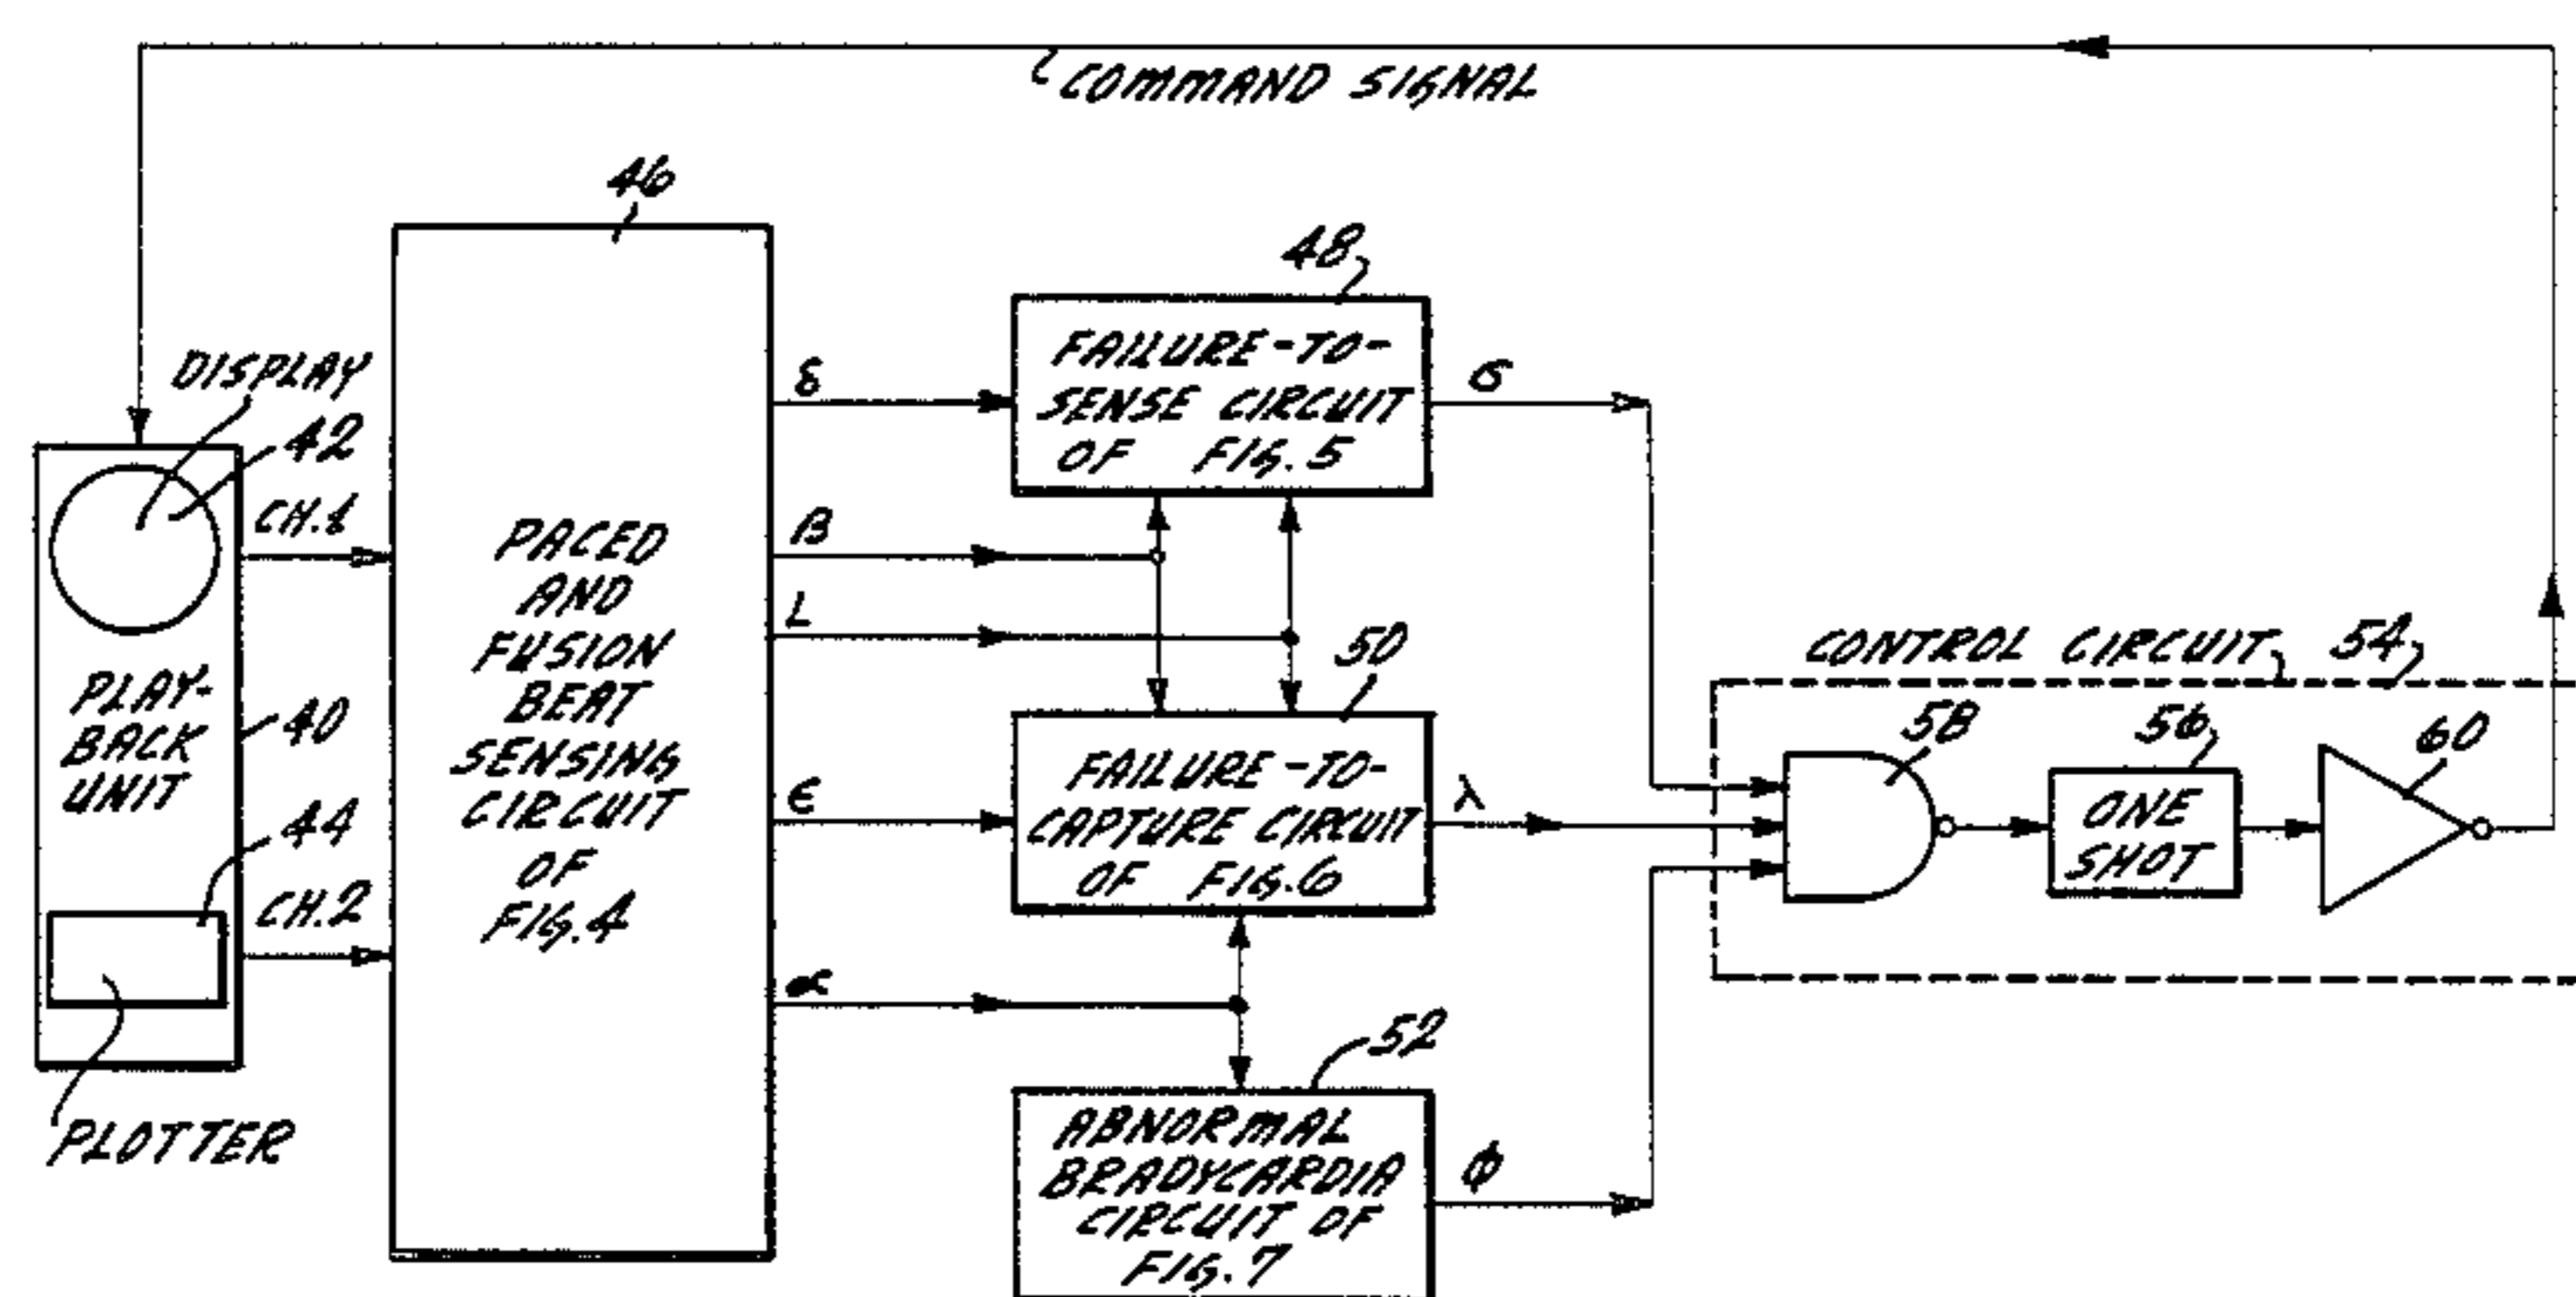 COMMAND SIGNAL
46
48
DISPLAY
42
CH.1
PLAY-
BACK
UNIT
40
44
CH.2
PLOTTER
PACED
AND
FUSION
BEAT
SENSING
CIRCUIT
OF
FIG.4
δ
β
L
ϵ
α
FAILURE-TO-
SENSE CIRCUIT
OF FIG.5
σ
50
FAILURE-TO-
CAPTURE CIRCUIT
OF FIG.6
λ
52
ABNORMAL
BRADYCARDIA
CIRCUIT OF
FIG.7
φ
CONTROL CIRCUIT
54
58
56
ONE
SHOT
60